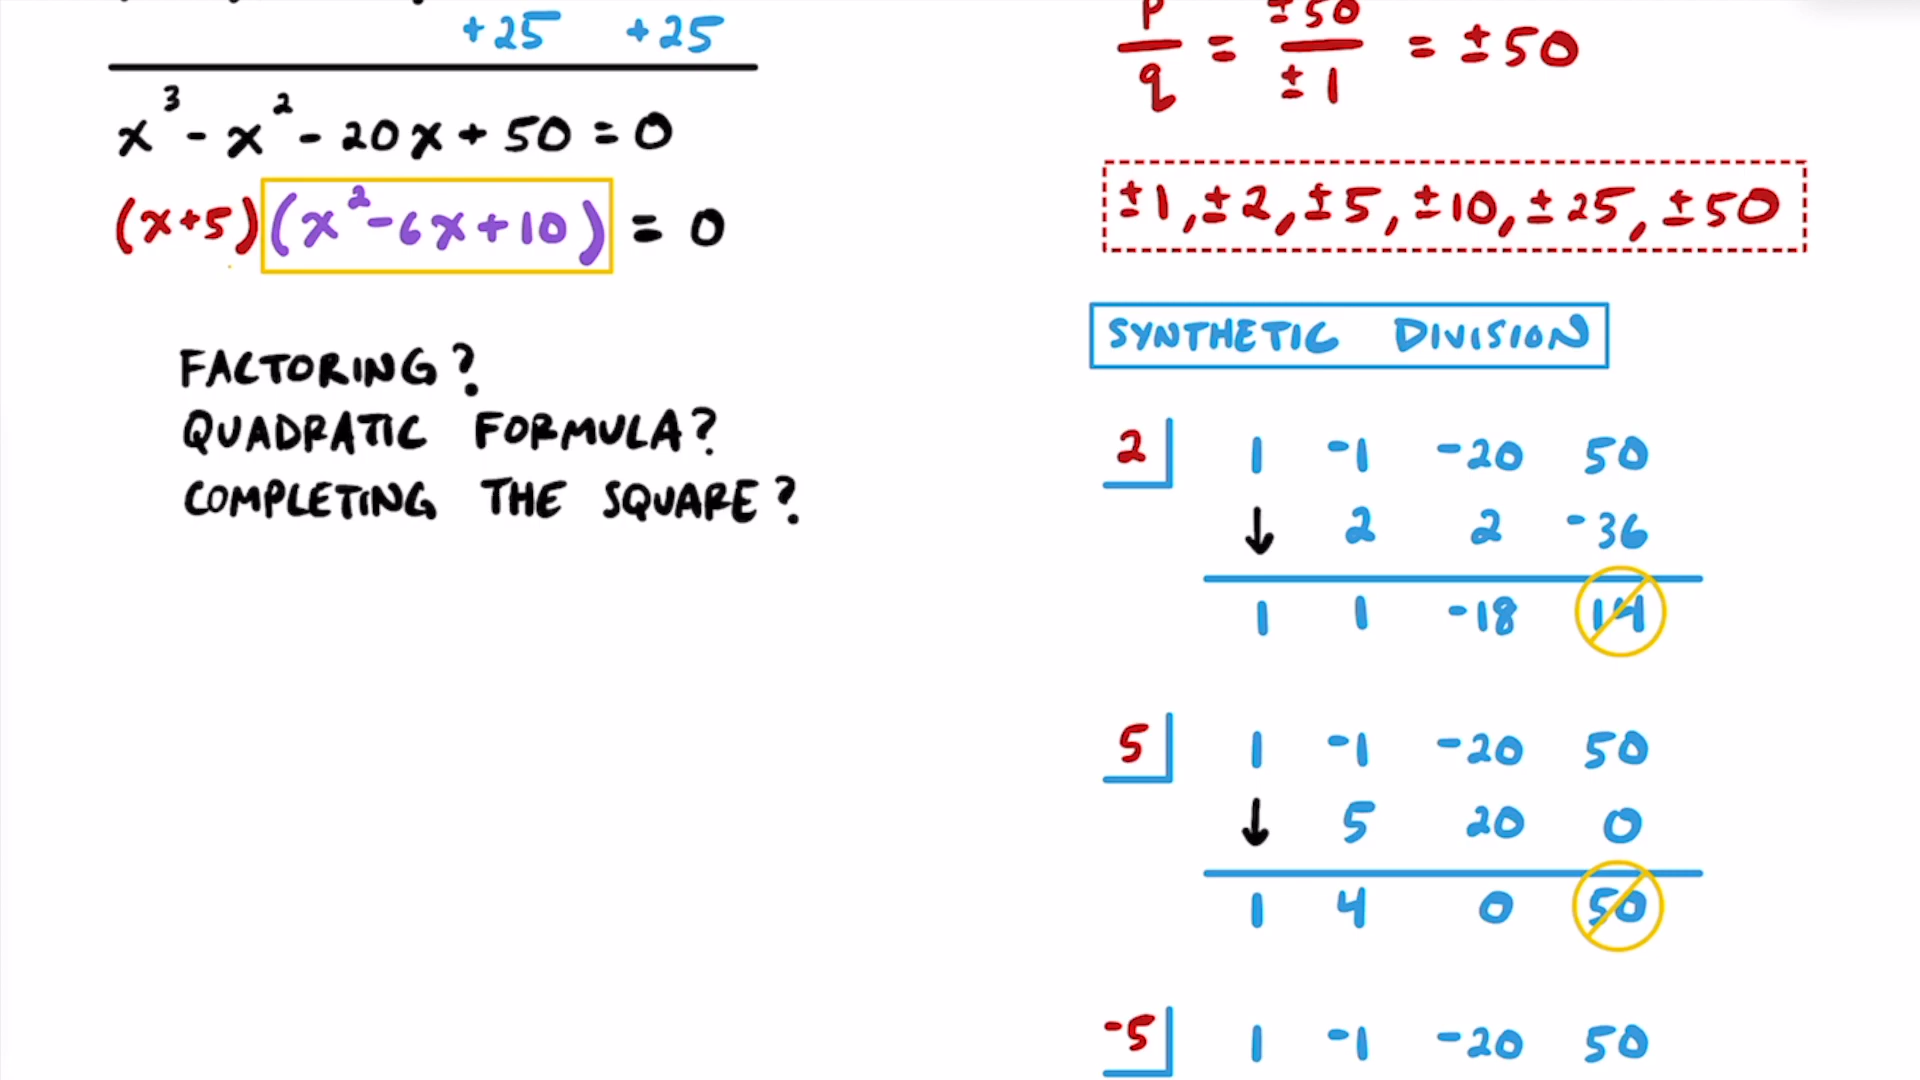 +25 +25
x³ - x² - 20x + 50 = 0
(x+5)(x² - 6x + 10) = 0
FACTORING?
QUADRATIC FORMULA?
COMPLETING THE SQUARE?
p/q = ±50/±1 = ±50
±1, ±2, ±5, ±10, ±25, ±50
SYNTHETIC DIVISION
2 1 -1 -20 50
↓ 2 2 -36
1 1 -18 14
5 1 -1 -20 50
↓ 5 20 0
1 4 0 50
-5 1 -1 -20 50